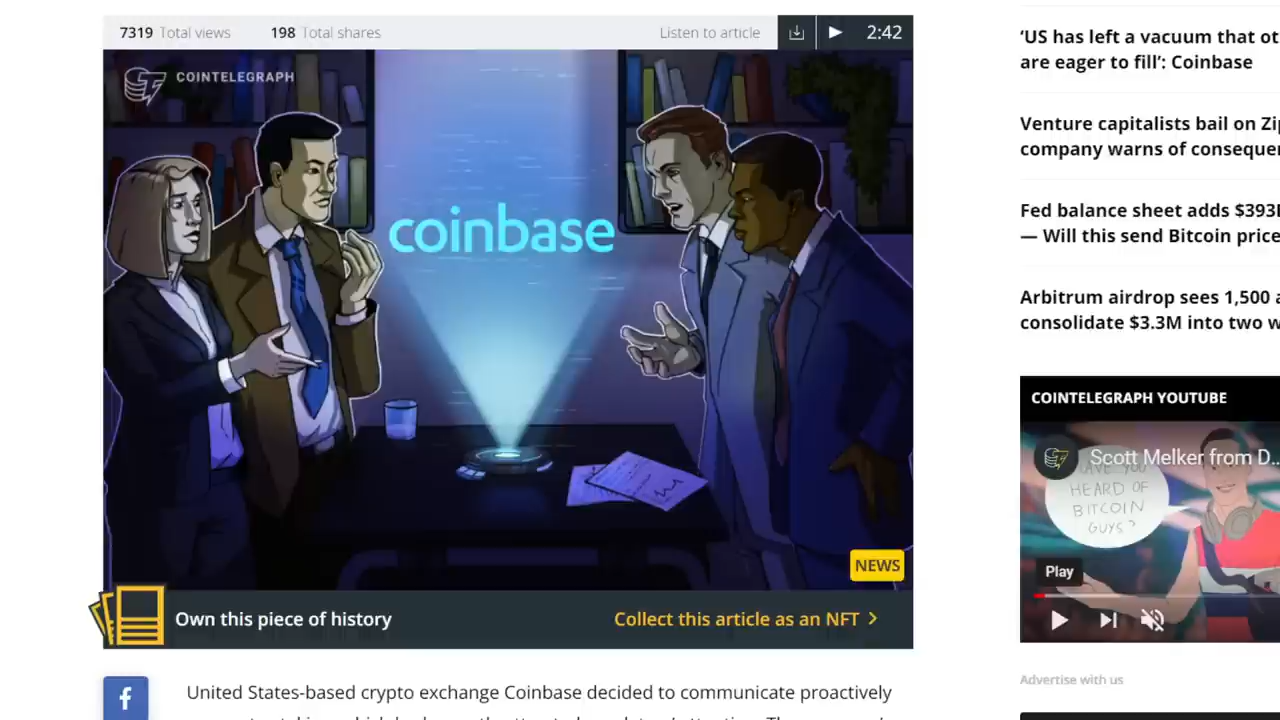 7319 Total views
198 Total shares
Listen to article
2:42
COINTELEGRAPH
coinbase
NEWS
Own this piece of history
Collect this article as an NFT >
United States-based crypto exchange Coinbase decided to communicate proactively
‘US has left a vacuum that
are eager to fill’: Coinbase
Venture capitalists bail on
company warns of
Fed balance sheet adds
— Will this send Bitcoin price
Arbitrum airdrop sees 1,500
consolidate $3.3M into two
COINTELEGRAPH YOUTUBE
Scott Melker from D...
HAVE YOU
HEARD OF
BITCOIN
GUYS?
Play
Advertise with us